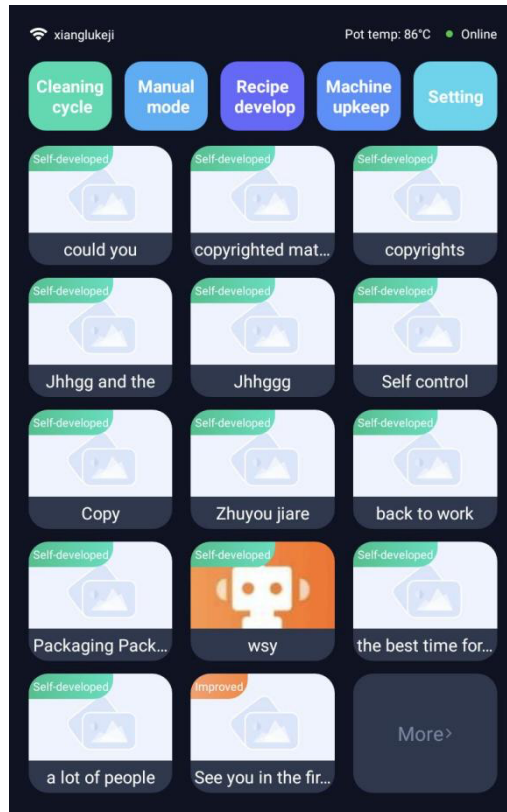 xianglukeji
Pot temp: 86°C
Online
Cleaning
cycle
Manual
mode
Recipe
develop
Machine
upkeep
Setting
Self-developed
Self-developed
Self-developed
could you
copyrighted mat...
copyrights
Self-developed
Self-developed
Self-developed
Jhhgg and the
Jhhggg
Self control
Self-developed
Self-developed
Self-developed
Copy
Zhuyou jiare
back to work
Self-developed
Self-developed
Self-developed
Packaging Pack...
wsy
the best time for...
Self-developed
Improved
More>
a lot of people
See you in the fir...